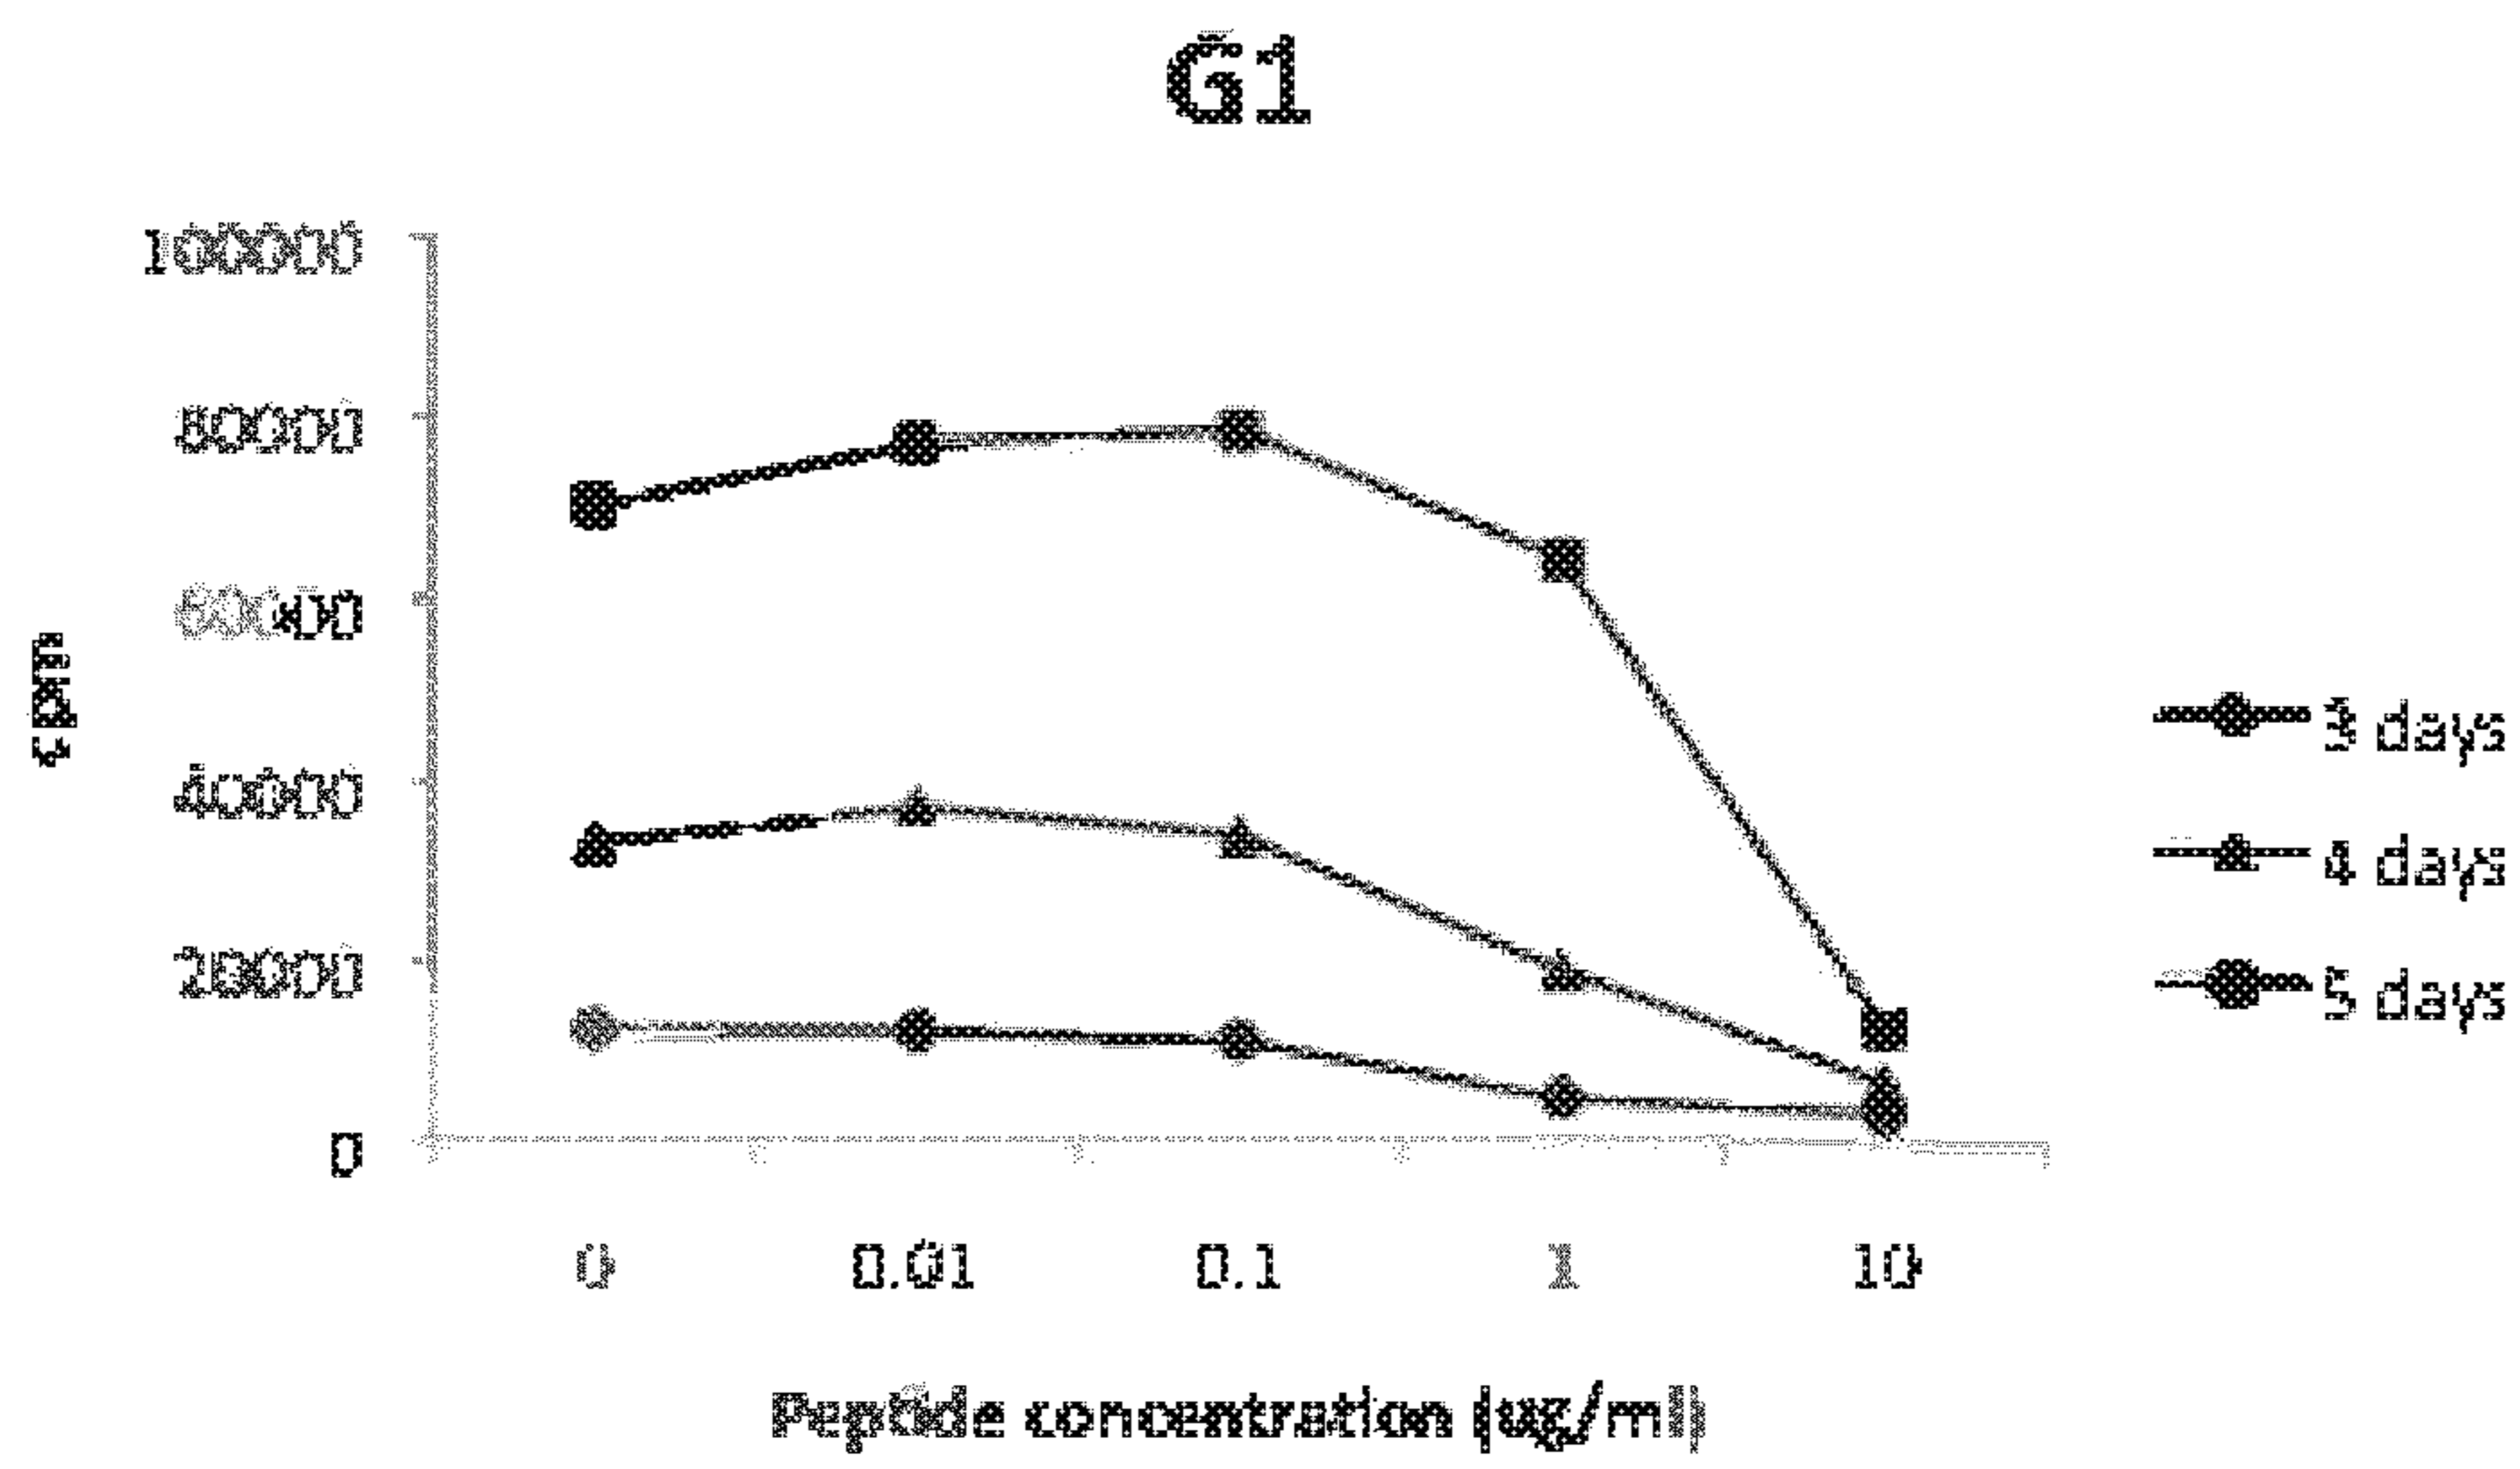 G1
100000
80000
60000
40000
20000
0
cpm
0 0.01 0.1 1 10
Peptide concentration (ug/ml)
3 days
4 days
5 days